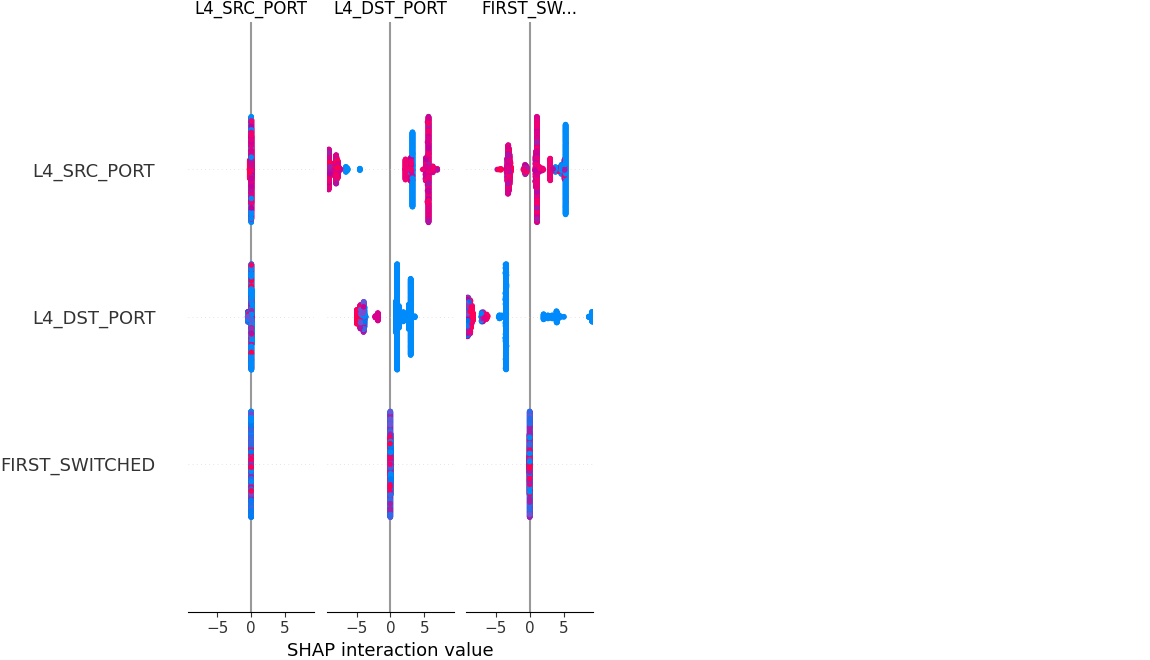 L4_SRC_PORT L4_DST_PORT FIRST_SW...
L4_SRC_PORT
L4_DST_PORT
FIRST_SWITCHED
−5 0 5 −5 0 5 −5 0 5
SHAP interaction value